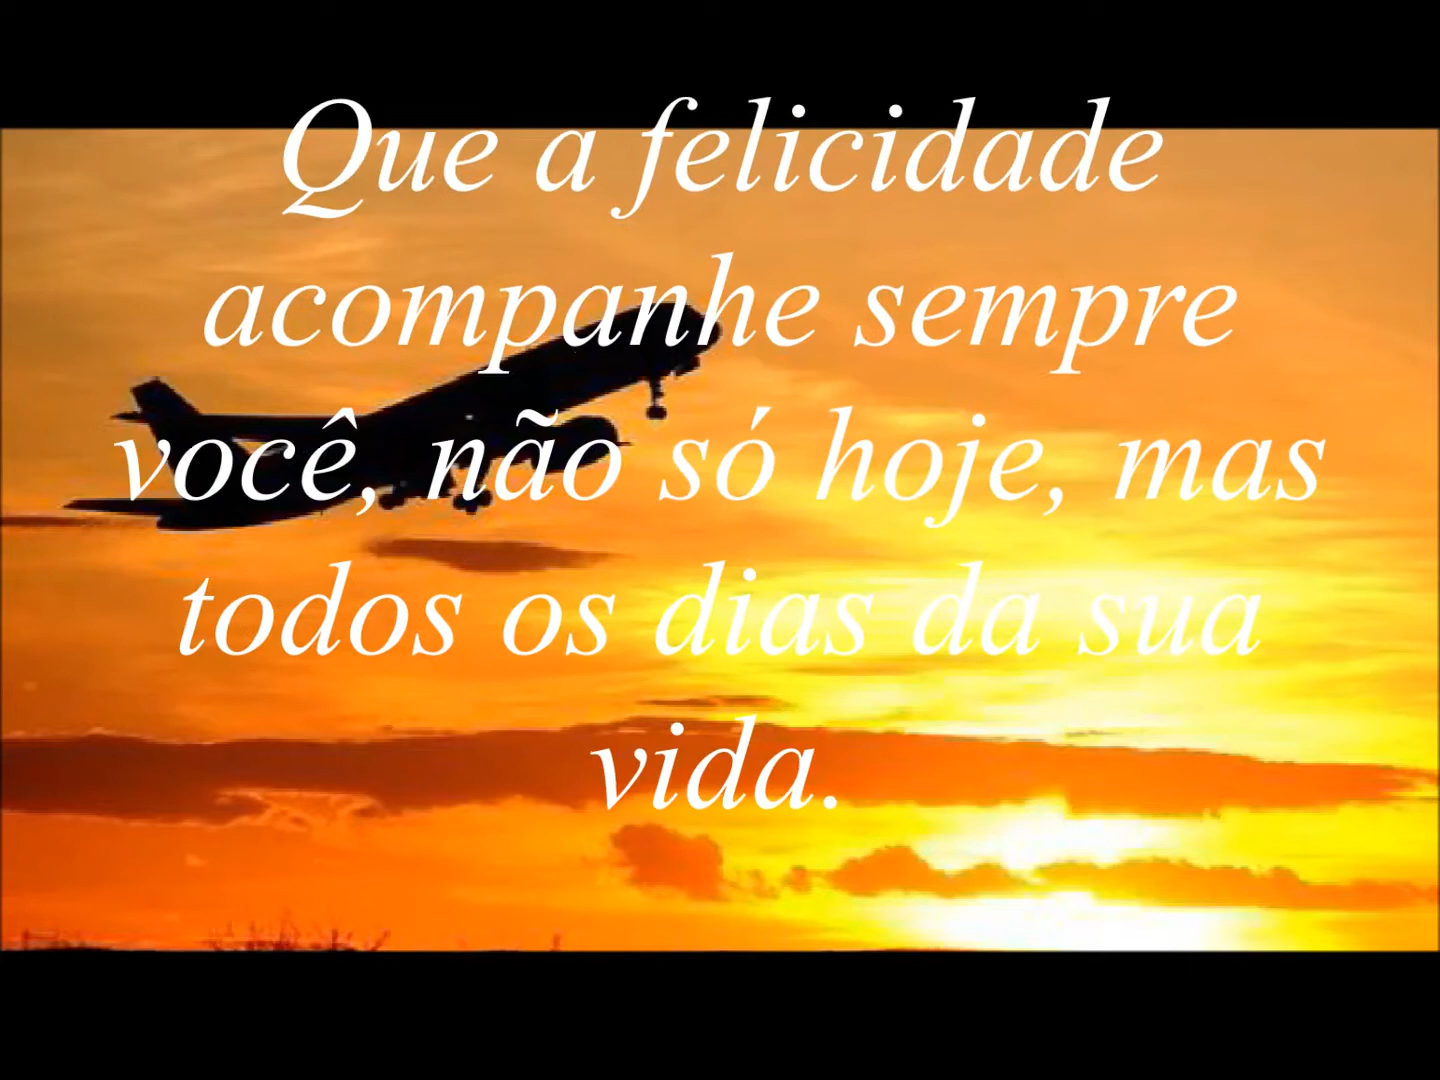 Que a felicidade
acompanhe sempre
você, não só hoje, mas
todos os dias da sua
vida.